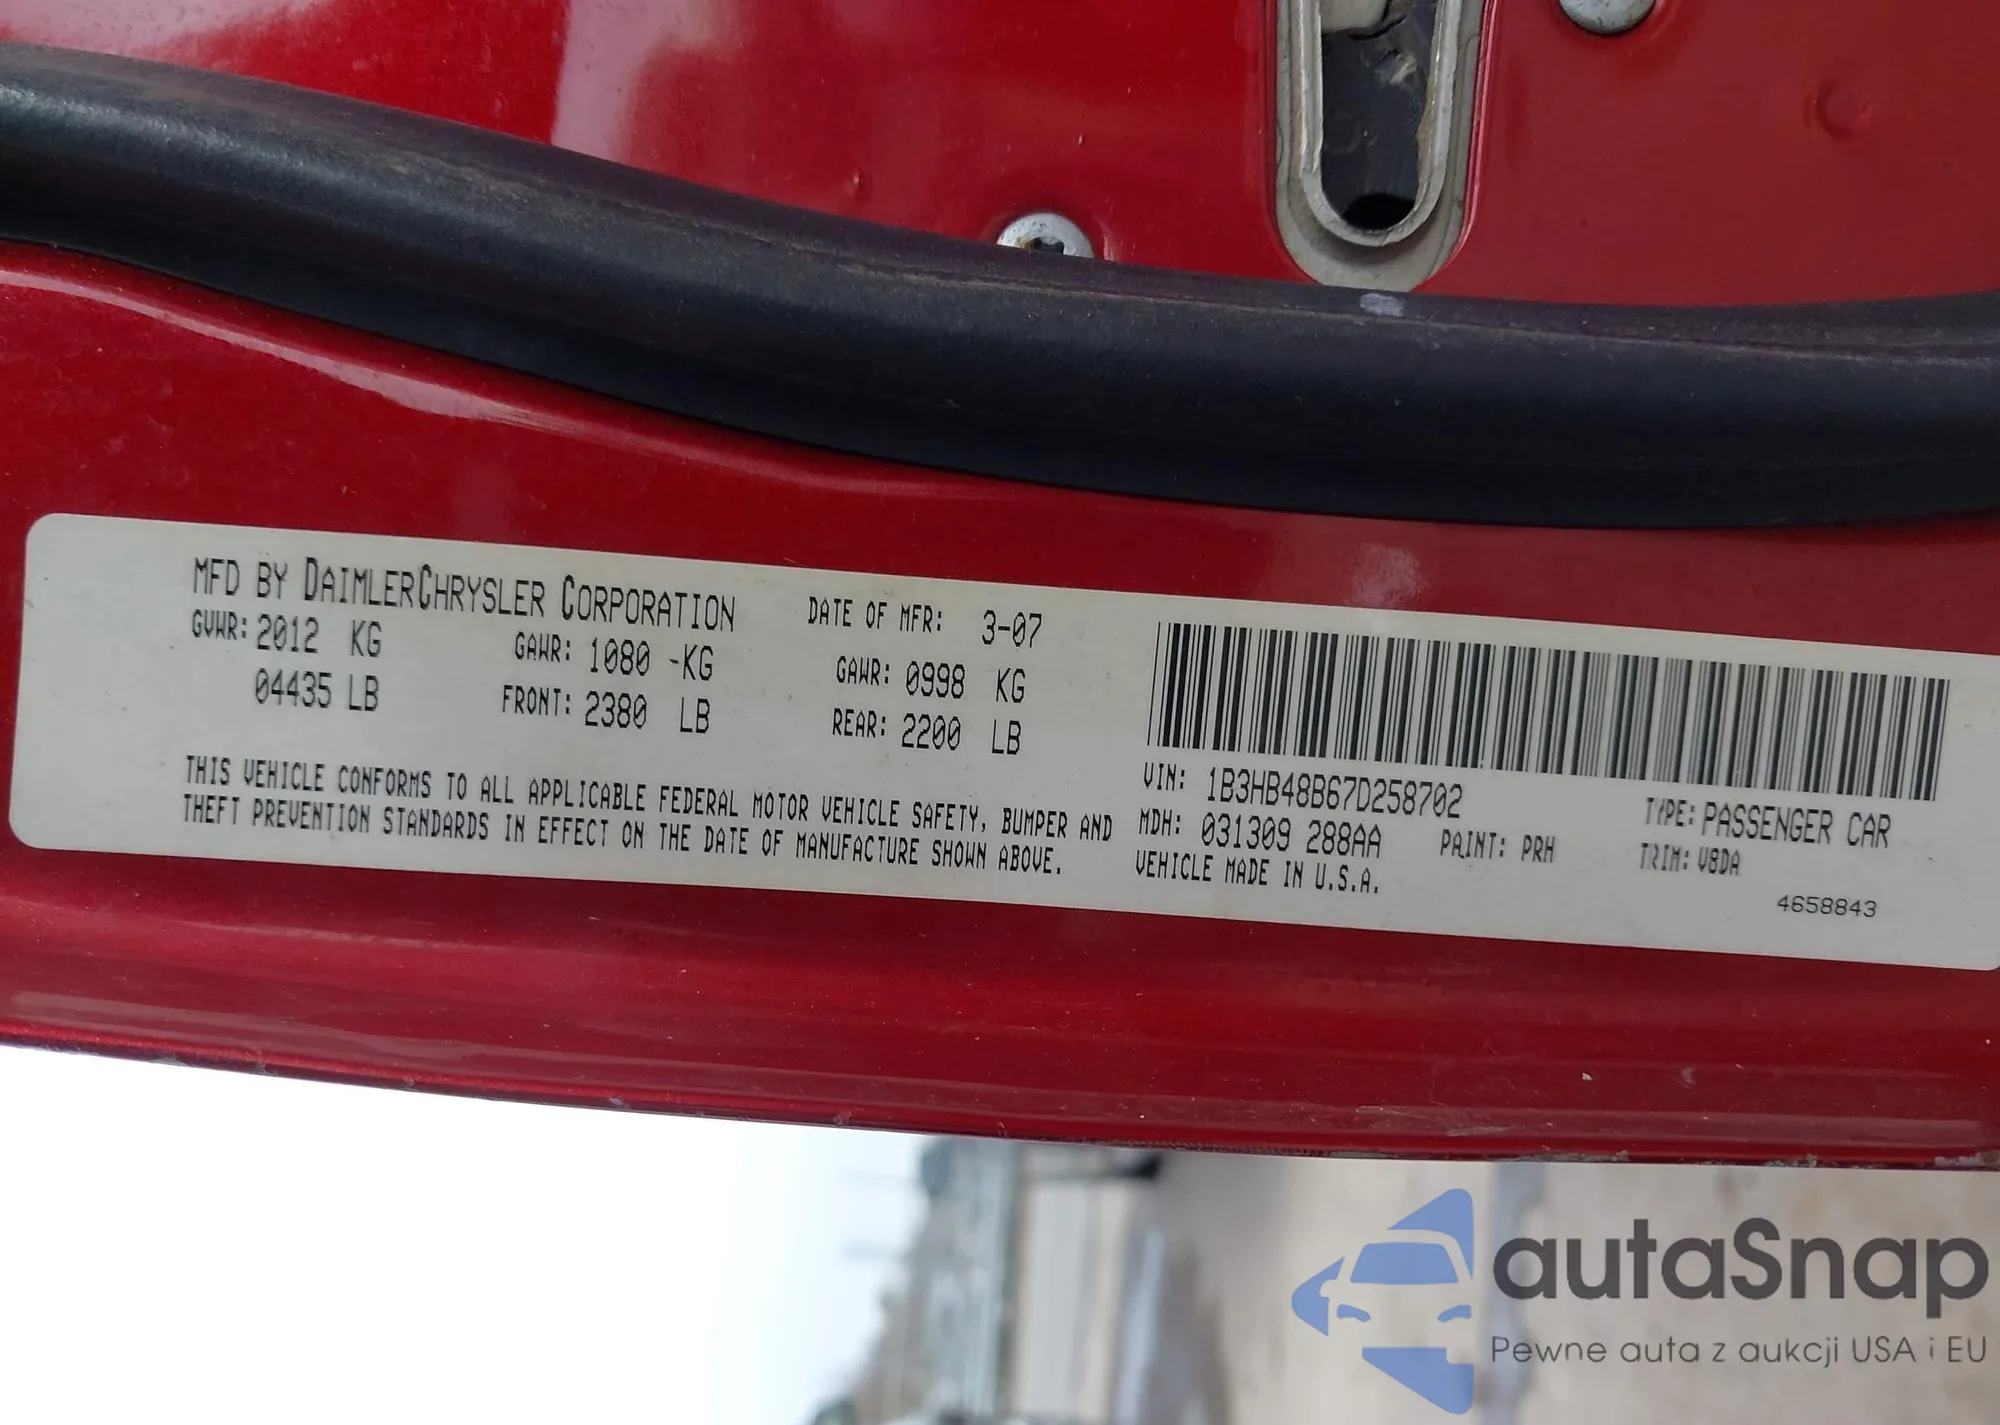 MFD BY DAIMLERCHRYSLER CORPORATION DATE OF MFR: 3-07
GVWR: 2012 KG GAWR: 1080 -KG GAWR: 0998 KG
04435 LB FRONT: 2380 LB REAR: 2200 LB
THIS VEHICLE CONFORMS TO ALL APPLICABLE FEDERAL MOTOR VEHICLE SAFETY, BUMPER AND
THEFT PREVENTION STANDARDS IN EFFECT ON THE DATE OF MANUFACTURE SHOWN ABOVE.
VIN: 1B3HB48B67D258702 TYPE: PASSENGER CAR
MDH: 031309 288AA PAINT: PRH TRIM: V8DA
VEHICLE MADE IN U.S.A.
4658843
autaSnap
Pewne auta z aukcji USA i EU